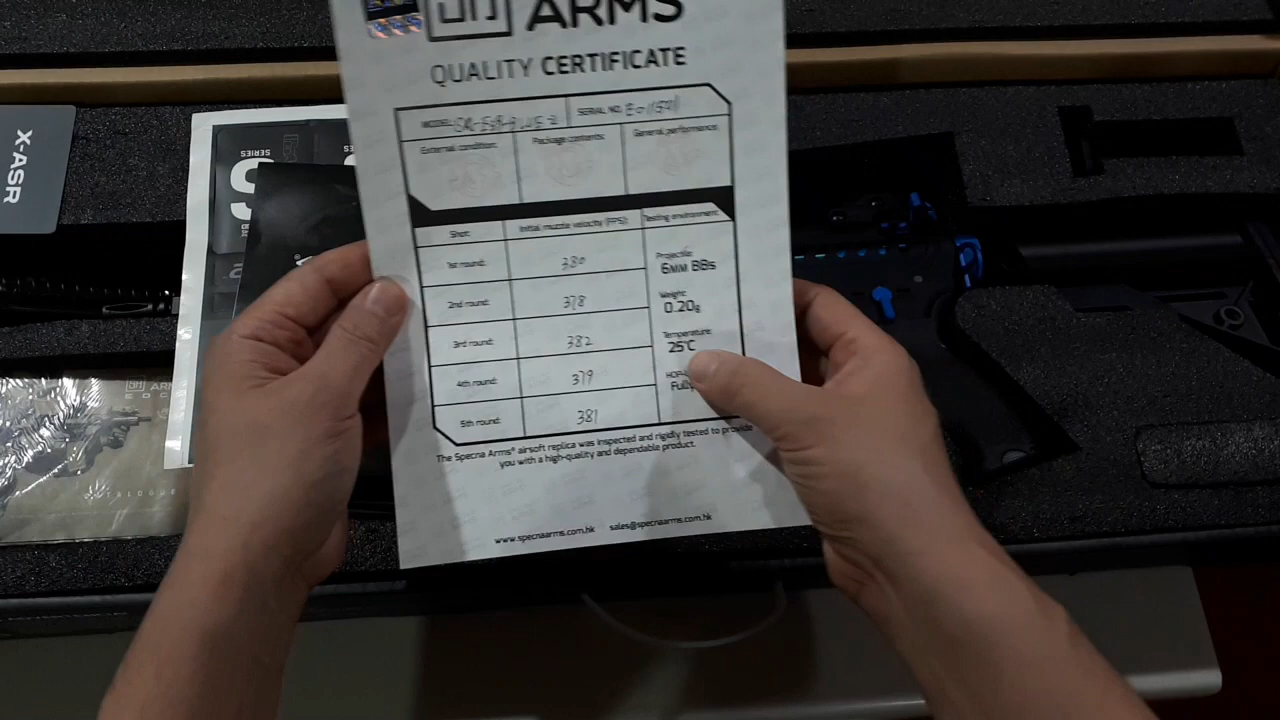 ARMS
QUALITY CERTIFICATE
MODEL:
SERIAL NO:
External condition:
Package contents:
General performance:
Shot:
Initial muzzle velocity (FPS):
Testing environment:
1st round:
380
2nd round:
378
3rd round:
382
4th round:
379
5th round:
381
Projectile:
6MM BBs
Weight:
0.20g
Temperature:
25°C
The Specna Arms® airsoft replica was inspected and rigidly tested to provide
you with a high-quality and dependable product.
www.specnaarms.com.hk sales@specnaarms.com.hk
X-ASR
SERIES
CATALOGUE